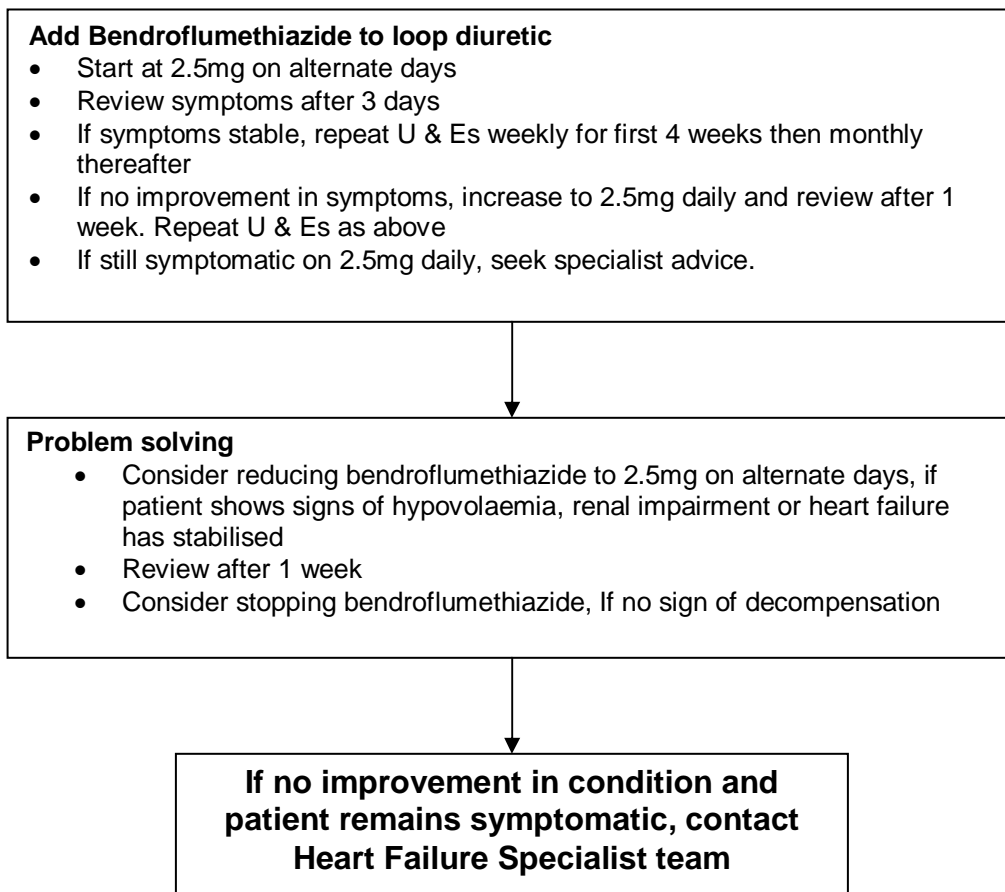 Add Bendroflumethiazide to loop diuretic
• Start at 2.5mg on alternate days
• Review symptoms after 3 days
• If symptoms stable, repeat U & Es weekly for first 4 weeks then monthly
thereafter
• If no improvement in symptoms, increase to 2.5mg daily and review after 1
week. Repeat U & Es as above
• If still symptomatic on 2.5mg daily, seek specialist advice.
Problem solving
• Consider reducing bendroflumethiazide to 2.5mg on alternate days, if
patient shows signs of hypovolaemia, renal impairment or heart failure
has stabilised
• Review after 1 week
• Consider stopping bendroflumethiazide, If no sign of decompensation
If no improvement in condition and
patient remains symptomatic, contact
Heart Failure Specialist team